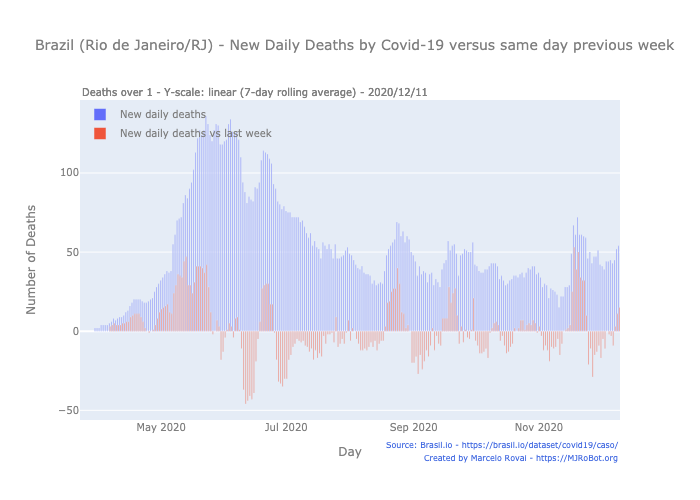 Brazil (Rio de Janeiro/RJ) - New Daily Deaths by Covid-19 versus same day previous week
Deaths over 1 - Y-scale: linear (7-day rolling average) - 2020/12/11
New daily deaths
New daily deaths vs last week
100
50
0
−50
Number of Deaths
May 2020
Jul 2020
Sep 2020
Nov 2020
Day
Source: Brasil.io - https://brasil.io/dataset/covid19/caso/
Created by Marcelo Rovai - https://MJRoBot.org